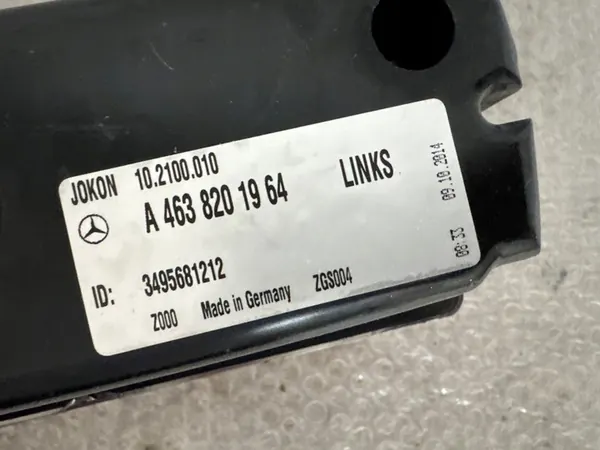 JOKON 10.2100.010
A 463 820 19 64 LINKS
ID: 3495681212
Z000 Made in Germany ZGS004
08:33 09.10.2014